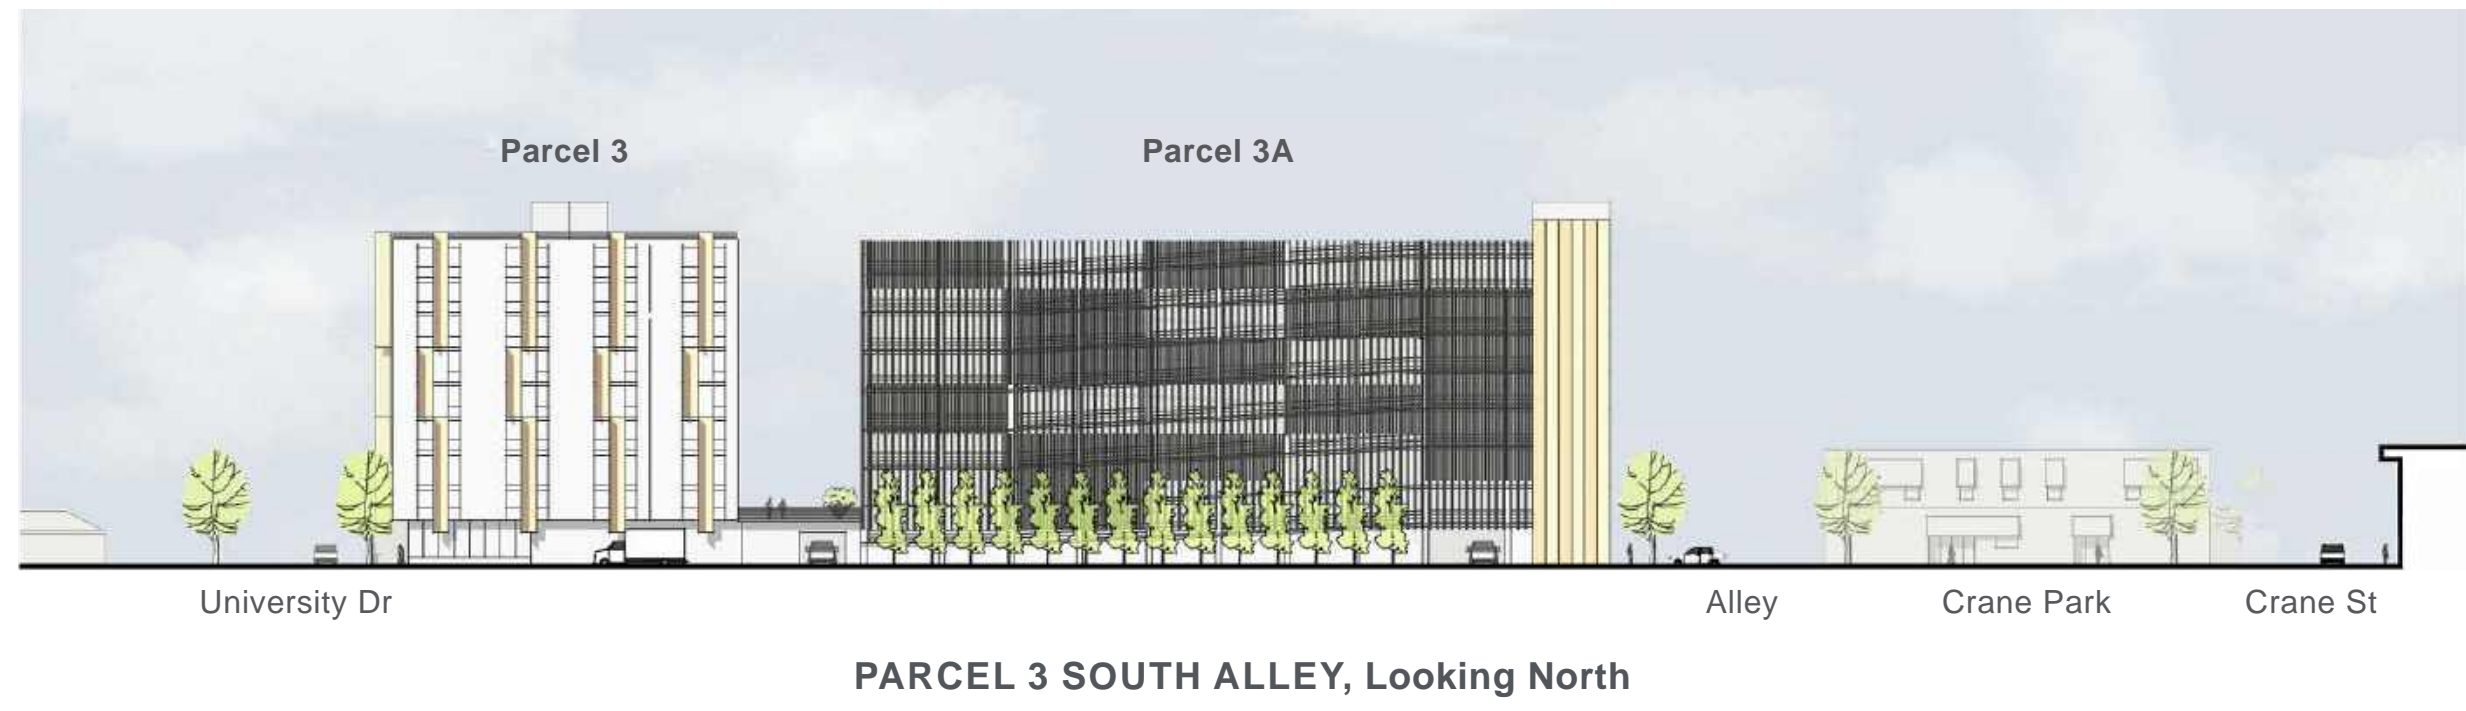 Parcel 3
Parcel 3A
University Dr
Alley
Crane Park
Crane St
PARCEL 3 SOUTH ALLEY, Looking North